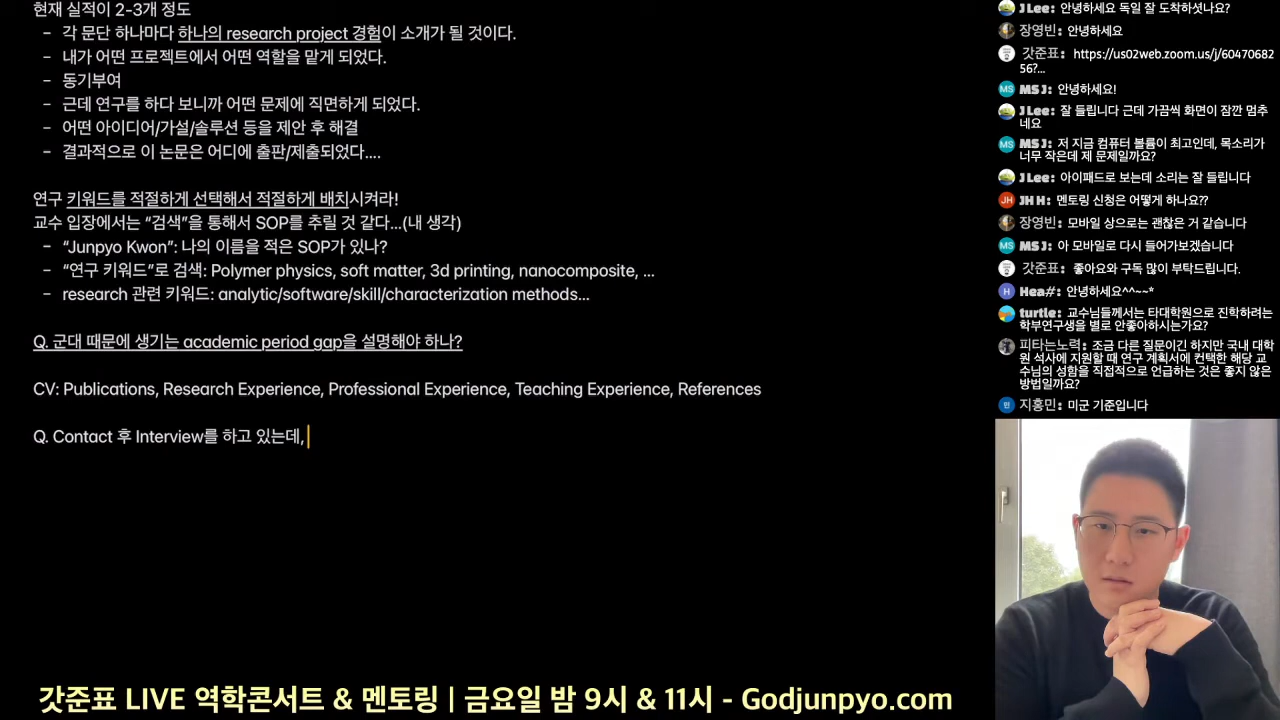 현재 실적이 2-3개 정도
- 각 문단 하나마다 하나의 research project 경험이 소개가 될 것이다.
- 내가 어떤 프로젝트에서 어떤 역할을 맡게 되었다.
- 동기부여
- 근데 연구를 하다 보니까 어떤 문제에 직면하게 되었다.
- 어떤 아이디어/가설/솔루션 등을 제안 후 해결
- 결과적으로 이 논문은 어디에 출판/제출되었다....
연구 키워드를 적절하게 선택해서 적절하게 배치시켜라!
교수 입장에서는 “검색”을 통해서 SOP를 추릴 것 같다...(내 생각)
- “Junpyo Kwon”: 나의 이름을 적은 SOP가 있나?
- “연구 키워드”로 검색: Polymer physics, soft matter, 3d printing, nanocomposite, ...
- research 관련 키워드: analytic/software/skill/characterization methods...
Q. 군대 때문에 생기는 academic period gap을 설명해야 하나?
CV: Publications, Research Experience, Professional Experience, Teaching Experience, References
Q. Contact 후 Interview를 하고 있는데,
J Lee: 안녕하세요 독일 잘 도착하셧나요?
장영빈: 안녕하세요
갓준표: https://us02web.zoom.us/j/60470682
56?...
MS J: 안녕하세요!
J Lee: 잘 들립니다 근데 가끔씩 화면이 잠깐 멈추
네요
MS J: 저 지금 컴퓨터 볼륨이 최고인데, 목소리가
너무 작은데 제 문제일까요?
J Lee: 아이패드로 보는데 소리는 잘 들립니다
JH H: 멘토링 신청은 어떻게 하나요??
장영빈: 모바일 상으로는 괜찮은 거 같습니다
MS J: 아 모바일로 다시 들어가보겠습니다
갓준표: 좋아요와 구독 많이 부탁드립니다.
Hea#: 안녕하세요^^~~*
turtle: 교수님들께서는 타대학원으로 진학하려는
학부연구생을 별로 안좋아하시는가요?
피타는노력: 조금 다른 질문이긴 하지만 국내 대학
원 석사에 지원할 때 연구 계획서에 컨택한 해당 교
수님의 성함을 직접적으로 언급하는 것은 좋지 않은
방법일까요?
지홍민: 미군 기준입니다
갓준표 LIVE 역학콘서트 & 멘토링 | 금요일 밤 9시 & 11시 - Godjunpyo.com